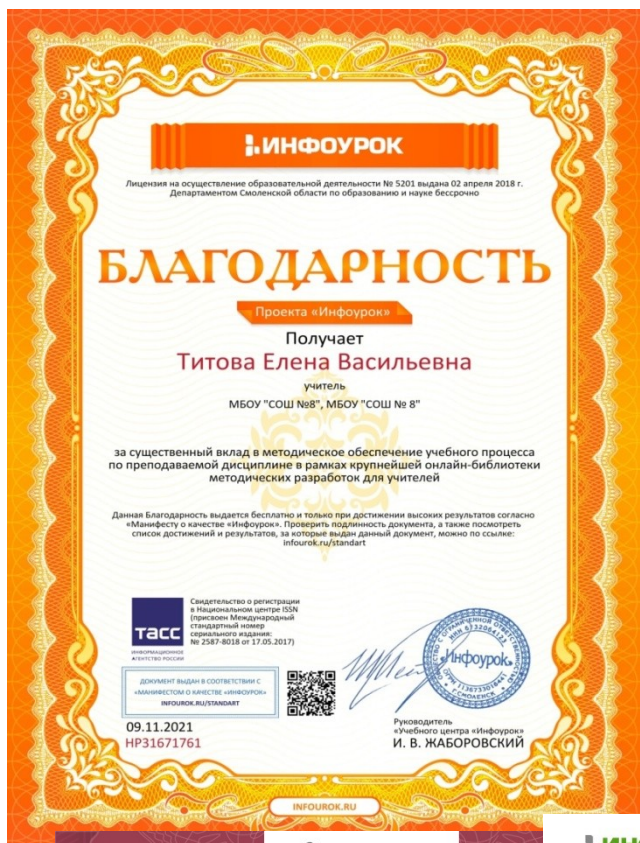 ИНФОУРОК
Лицензия на осуществление образовательной деятельности № 5201 выдана 02 апреля 2018 г.
Департаментом Смоленской области по образованию и науке бессрочно
БЛАГОДАРНОСТЬ
Проекта «Инфоурок»
Получает
Титова Елена Васильевна
учитель
МБОУ "СОШ №8", МБОУ "СОШ № 8"
за существенный вклад в методическое обеспечение учебного процесса
по преподаваемой дисциплине в рамках крупнейшей онлайн-библиотеки
методических разработок для учителей
Данная Благодарность выдается бесплатно и только при достижении высоких результатов согласно
«Манифесту о качестве «Инфоурок». Проверить подлинность документа, а также посмотреть
список достижений и результатов, за которые выдан данный документ, можно по ссылке:
infourok.ru/standart
тасс
ИНФОРМАЦИОННОЕ
АГЕНТСТВО РОССИИ
Свидетельство о регистрации
в Национальном центре ISSN
(присвоен Международный
стандартный номер
сериального издания:
№ 2587-8018 от 17.05.2017)
ДОКУМЕНТ ВЫДАН В СООТВЕТСТВИИ С
«МАНИФЕСТОМ О КАЧЕСТВЕ «ИНФОУРОК»
INFOUROK.RU/STANDART
09.11.2021
НР31671761
Инфоурок
Г.СМОЛЕНСК
Руководитель
«Учебного центра «Инфоурок»
И. В. ЖАБОРОВСКИЙ
INFOUROK.RU